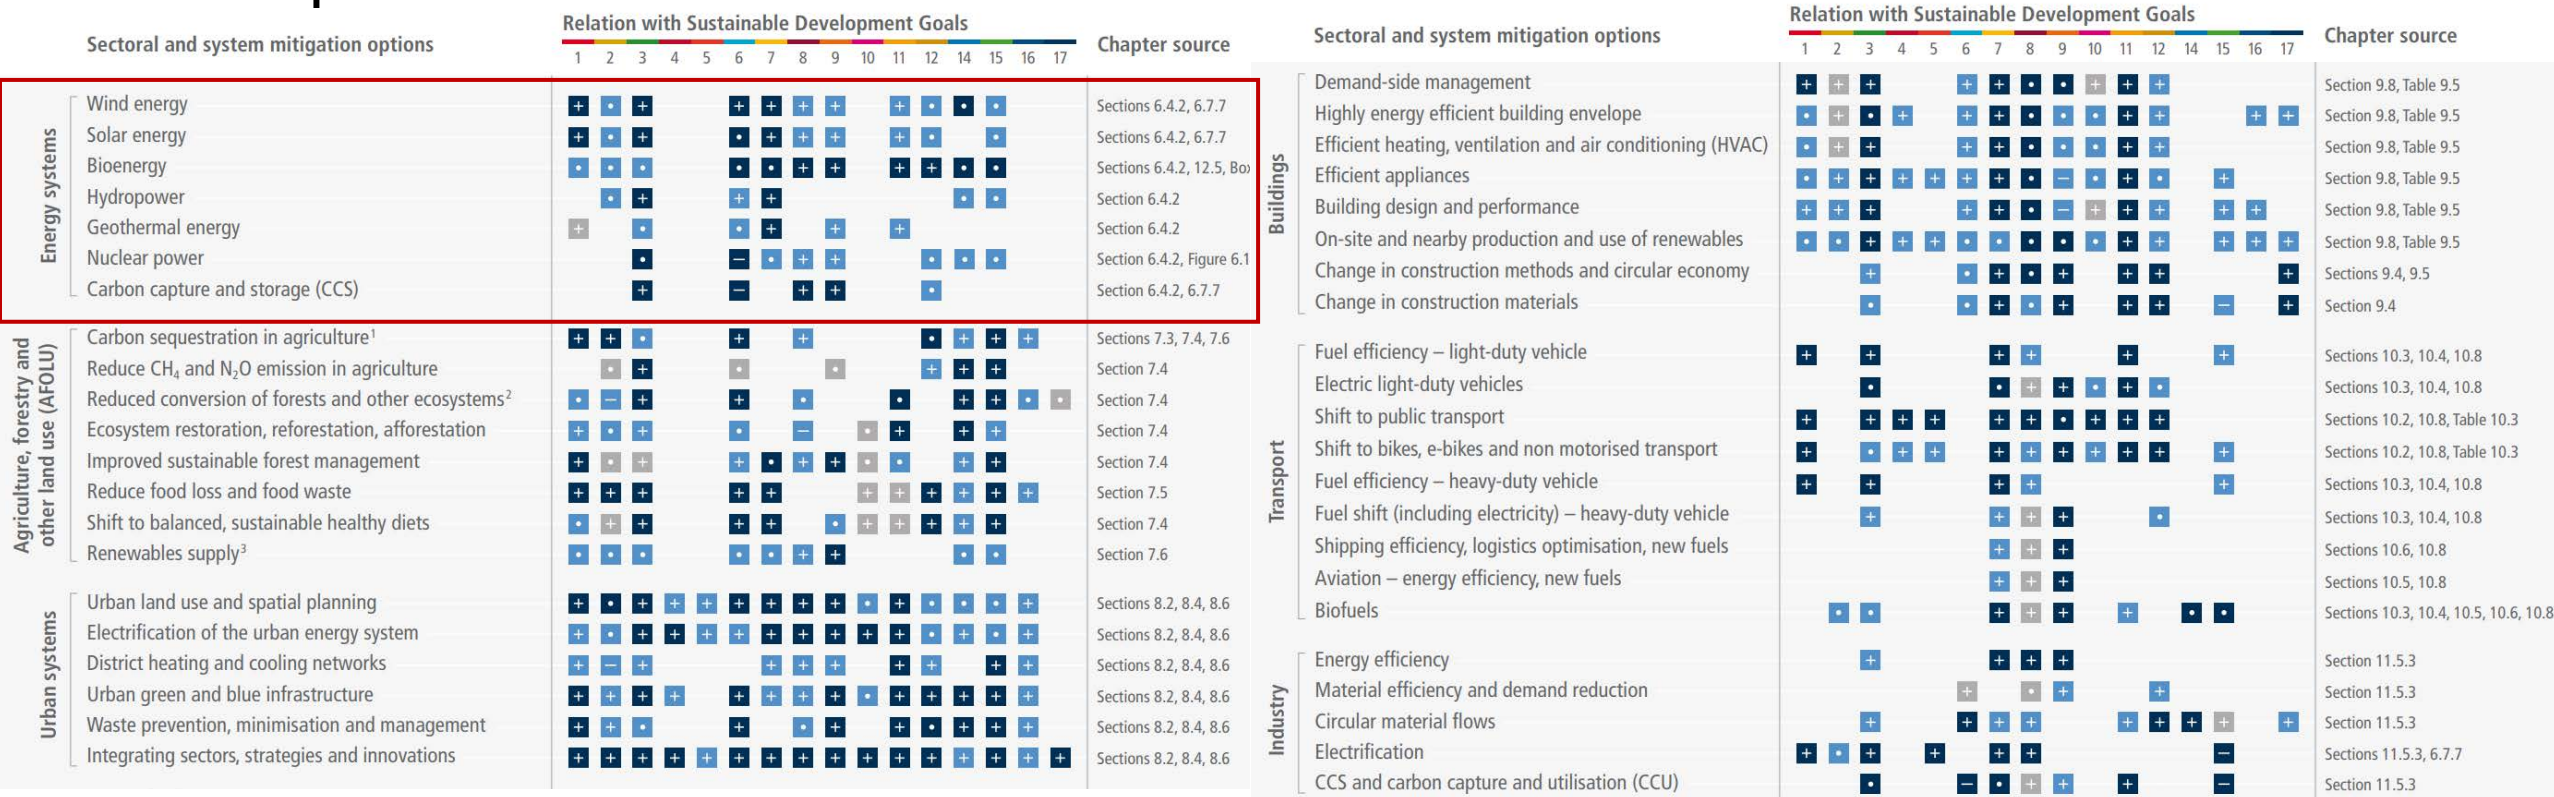 Relation with Sustainable Development Goals
Sectoral and system mitigation options
1 2 3 4 5 6 7 8 9 10 11 12 14 15 16 17
Chapter source
Energy systems
Wind energy + • + + + + + + • • • Sections 6.4.2, 6.7.7
Solar energy + • + • + + + + • • Sections 6.4.2, 6.7.7
Bioenergy • • • • • + + + + • • Sections 6.4.2, 12.5, Box
Hydropower • + + + • • Section 6.4.2
Geothermal energy + • • + + + Section 6.4.2
Nuclear power • − • + + • • • Section 6.4.2, Figure 6.1
Carbon capture and storage (CCS) + − + + • Section 6.4.2, 6.7.7
Agriculture, forestry and
other land use (AFOLU)
Carbon sequestration in agriculture¹ + + • + + • + + + Sections 7.3, 7.4, 7.6
Reduce CH₄ and N₂O emission in agriculture • + • • + + + Section 7.4
Reduced conversion of forests and other ecosystems² • − + + • • + + • • Section 7.4
Ecosystem restoration, reforestation, afforestation + • + • − • + + + Section 7.4
Improved sustainable forest management + • + + • + + • • + + Section 7.4
Reduce food loss and food waste + + + + + + + + + + + Section 7.5
Shift to balanced, sustainable healthy diets • + + + + • + + + + + Section 7.4
Renewables supply³ • • • • • + + • • Section 7.6
Urban systems
Urban land use and spatial planning + • + + + + + + + • + • • • + Sections 8.2, 8.4, 8.6
Electrification of the urban energy system + • + + + + + + + + + • + • + Sections 8.2, 8.4, 8.6
District heating and cooling networks + − + + + + + + + + Sections 8.2, 8.4, 8.6
Urban green and blue infrastructure + + + + + + + + • + + + + + Sections 8.2, 8.4, 8.6
Waste prevention, minimisation and management + + • + • + + • + + + Sections 8.2, 8.4, 8.6
Integrating sectors, strategies and innovations + + + + + + + + + + + + + + + + Sections 8.2, 8.4, 8.6
Relation with Sustainable Development Goals
Sectoral and system mitigation options
1 2 3 4 5 6 7 8 9 10 11 12 14 15 16 17
Chapter source
Buildings
Demand-side management + + + + + • • + + + Section 9.8, Table 9.5
Highly energy efficient building envelope • + • + + + • • • + + + + Section 9.8, Table 9.5
Efficient heating, ventilation and air conditioning (HVAC) • + + + + • • • + + Section 9.8, Table 9.5
Efficient appliances • + + + + + + • − • + • + Section 9.8, Table 9.5
Building design and performance + + + + + • − + + + + + Section 9.8, Table 9.5
On-site and nearby production and use of renewables • • + + + • • • • • + + + + + Section 9.8, Table 9.5
Change in construction methods and circular economy + • + • + + + + Sections 9.4, 9.5
Change in construction materials • • + • + + + − + Section 9.4
Transport
Fuel efficiency – light-duty vehicle + + + + + + Sections 10.3, 10.4, 10.8
Electric light-duty vehicles • • + + • + • Sections 10.3, 10.4, 10.8
Shift to public transport + + + + + + • + + + Sections 10.2, 10.8, Table 10.3
Shift to bikes, e-bikes and non motorised transport + • + + + + + + + + + Sections 10.2, 10.8, Table 10.3
Fuel efficiency – heavy-duty vehicle + + + + + Sections 10.3, 10.4, 10.8
Fuel shift (including electricity) – heavy-duty vehicle + + + + • Sections 10.3, 10.4, 10.8
Shipping efficiency, logistics optimisation, new fuels + + + Sections 10.6, 10.8
Aviation – energy efficiency, new fuels + + + Sections 10.5, 10.8
Biofuels • • + + + + • • Sections 10.3, 10.4, 10.5, 10.6, 10.8
Industry
Energy efficiency + + + + Section 11.5.3
Material efficiency and demand reduction + • + + Section 11.5.3
Circular material flows + + + + + + + + + Section 11.5.3
Electrification + • + + + + − Sections 11.5.3, 6.7.7
CCS and carbon capture and utilisation (CCU) • − • + + + − Section 11.5.3